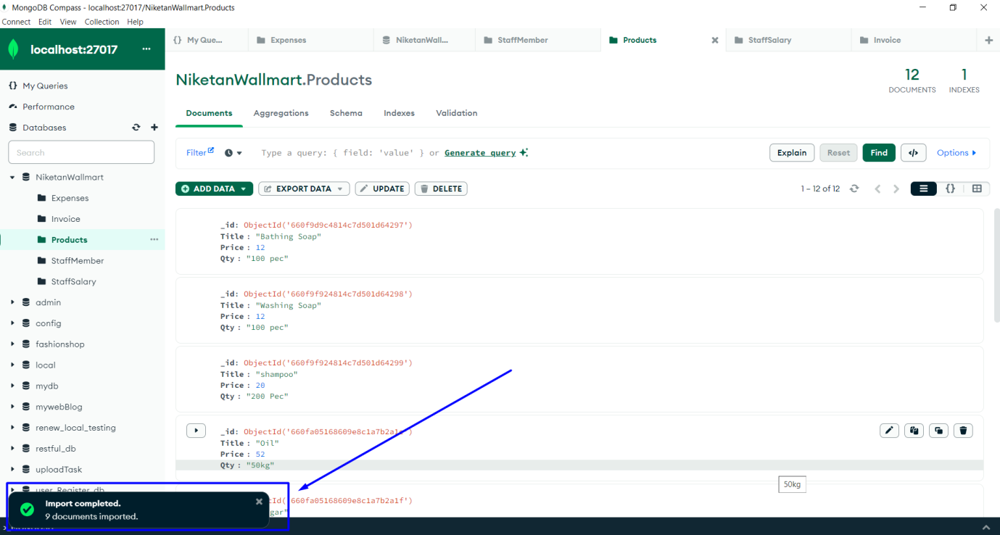 MongoDB Compass - localhost:27017/NiketanWallmart.Products
Connect Edit View Collection Help
localhost:27017 ...
{} My Que... Expenses NiketanWall... StaffMember Products StaffSalary Invoice
My Queries
Performance
Databases
Search
NiketanWallmart
Expenses
Invoice
Products
StaffMember
StaffSalary
admin
config
fashionshop
local
mydb
mywebBlog
renew_local_testing
restful_db
uploadTask
user_Register_db
NiketanWallmart.Products
12 DOCUMENTS
1 INDEXES
Documents Aggregations Schema Indexes Validation
Filter Type a query: { field: 'value' } or Generate query Explain Reset Find </> Options
ADD DATA EXPORT DATA UPDATE DELETE 1 – 12 of 12 {}
_id: ObjectId('660f9d9c4814c7d501d64297')
Title : "Bathing Soap"
Price : 12
Qty : "100 pec"
_id: ObjectId('660f9f924814c7d501d64298')
Title : "Washing Soap"
Price : 12
Qty : "100 pec"
_id: ObjectId('660f9f924814c7d501d64299')
Title : "shampoo"
Price : 20
Qty : "200 Pec"
_id:
Title : "Oil"
Price : 52
Qty : "50kg"
50kg
Id('660fa05168609e8c1a7b2a1f')
gar"
Import completed.
9 documents imported.